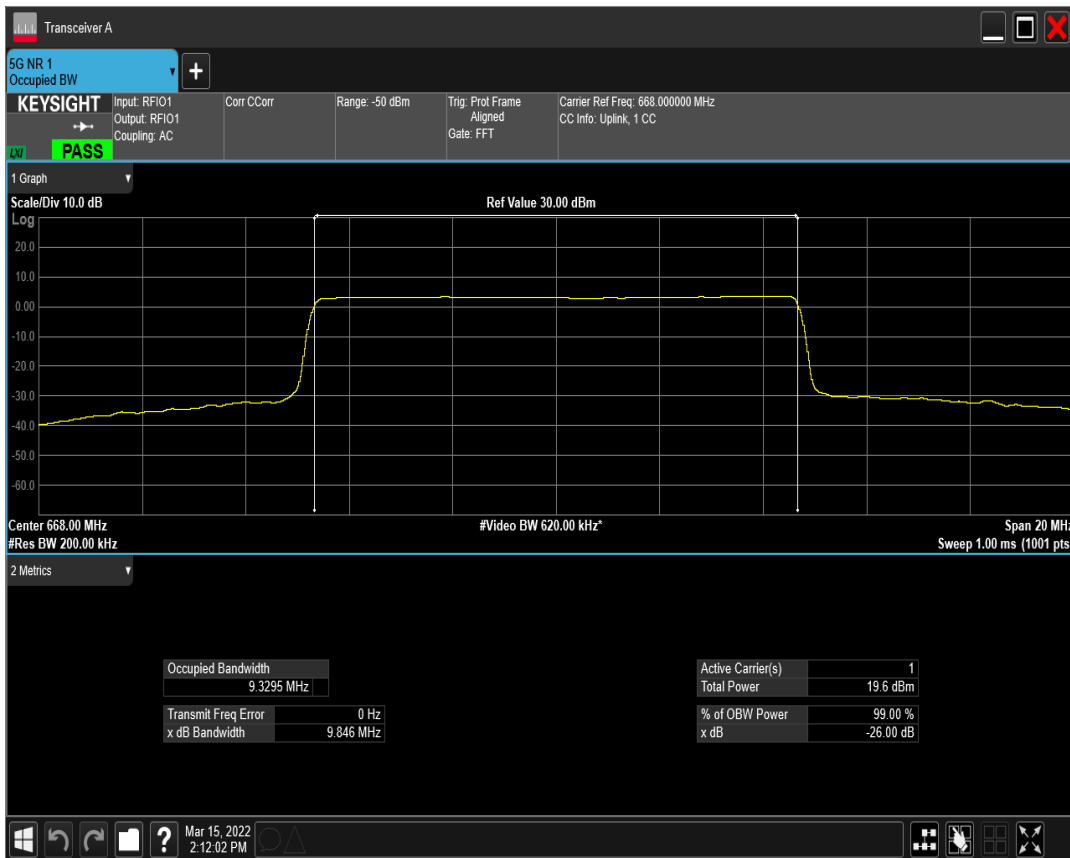 Transceiver A
5G NR 1
Occupied BW
KEYSIGHT
LXI
PASS
Input: RFIO1
Output: RFIO1
Coupling: AC
Corr CCorr
Range: -50 dBm
Trig: Prot Frame
Aligned
Gate: FFT
Carrier Ref Freq: 668.000000 MHz
CC Info: Uplink, 1 CC
1 Graph
Scale/Div 10.0 dB
Ref Value 30.00 dBm
Log
20.0
10.0
0.00
-10.0
-20.0
-30.0
-40.0
-50.0
-60.0
Center 668.00 MHz
#Video BW 620.00 kHz*
Span 20 MHz
#Res BW 200.00 kHz
Sweep 1.00 ms (1001 pts
2 Metrics
Occupied Bandwidth
9.3295 MHz
Transmit Freq Error 0 Hz
x dB Bandwidth 9.846 MHz
Active Carrier(s) 1
Total Power 19.6 dBm
% of OBW Power 99.00 %
x dB -26.00 dB
?
Mar 15, 2022
2:12:02 PM